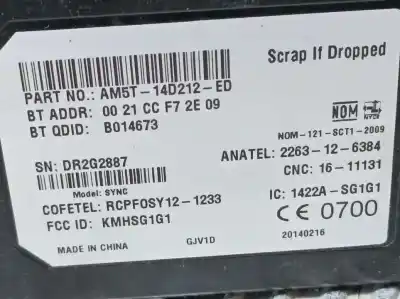 Scrap If Dropped
PART NO.: AM5T-14D212-ED
BT ADDR: 00 21 CC F7 2E 09
BT QDID: B014673
NOM
NYCE
NOM-121-SCT1-2009
SN: DR2G2887
ANATEL: 2263-12-6384
CNC: 16-11131
Model: SYNC
IC: 1422A-SG1G1
COFETEL: RCPFOSY12-1233
FCC ID: KMHSG1G1
CE 0700
MADE IN CHINA
GJV1D
20140216